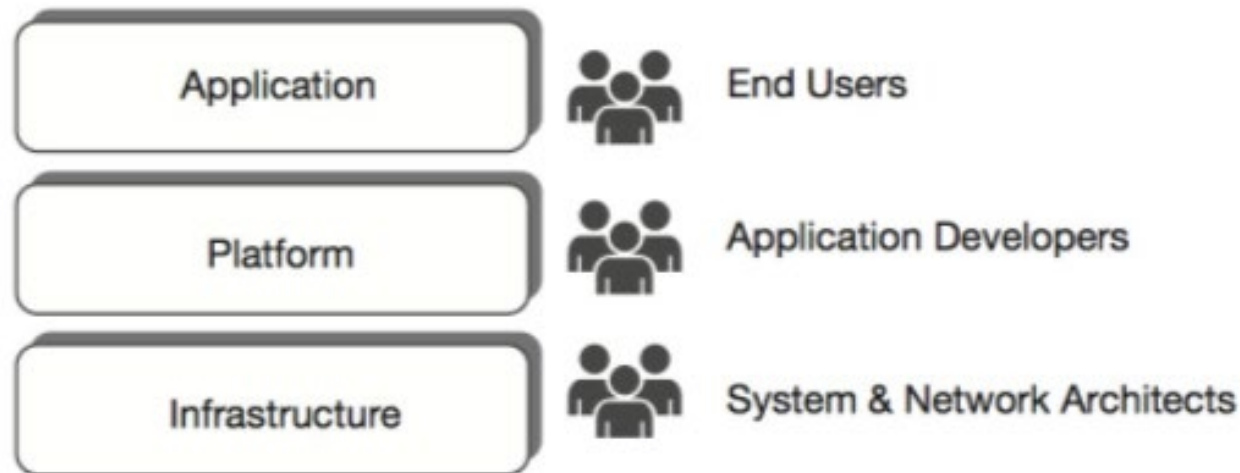 Application
End Users
Platform
Application Developers
Infrastructure
System & Network Architects